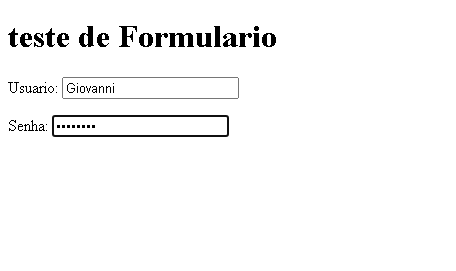 teste de Formulario
Usuario: Giovanni
Senha: ••••••••